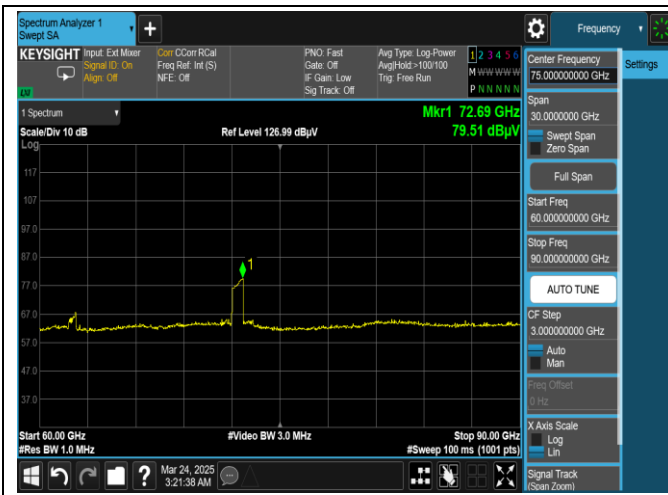 Spectrum Analyzer 1
Swept SA
+
Frequency
KEYSIGHT
Input: Ext Mixer
Signal ID: On
Align: Off
Corr CCorr RCal
Freq Ref: Int (S)
NFE: Off
PNO: Fast
Gate: Off
IF Gain: Low
Sig Track: Off
Avg Type: Log-Power
Avg|Hold:>100/100
Trig: Free Run
1 2 3 4 5 6
M W W W W W
P N N N N N
LXI
Center Frequency
75.000000000 GHz
Settings
1 Spectrum
Mkr1 72.69 GHz
Scale/Div 10 dB
Ref Level 126.99 dBµV
79.51 dBµV
Log
117
107
97.0
87.0
77.0
67.0
57.0
47.0
37.0
1
Start 60.00 GHz
#Video BW 3.0 MHz
Stop 90.00 GHz
#Res BW 1.0 MHz
#Sweep 100 ms (1001 pts)
Span
30.0000000 GHz
Swept Span
Zero Span
Full Span
Start Freq
60.000000000 GHz
Stop Freq
90.000000000 GHz
AUTO TUNE
CF Step
3.000000000 GHz
Auto
Man
Freq Offset
0 Hz
X Axis Scale
Log
Lin
Signal Track
(Span Zoom)
?
Mar 24, 2025
3:21:38 AM